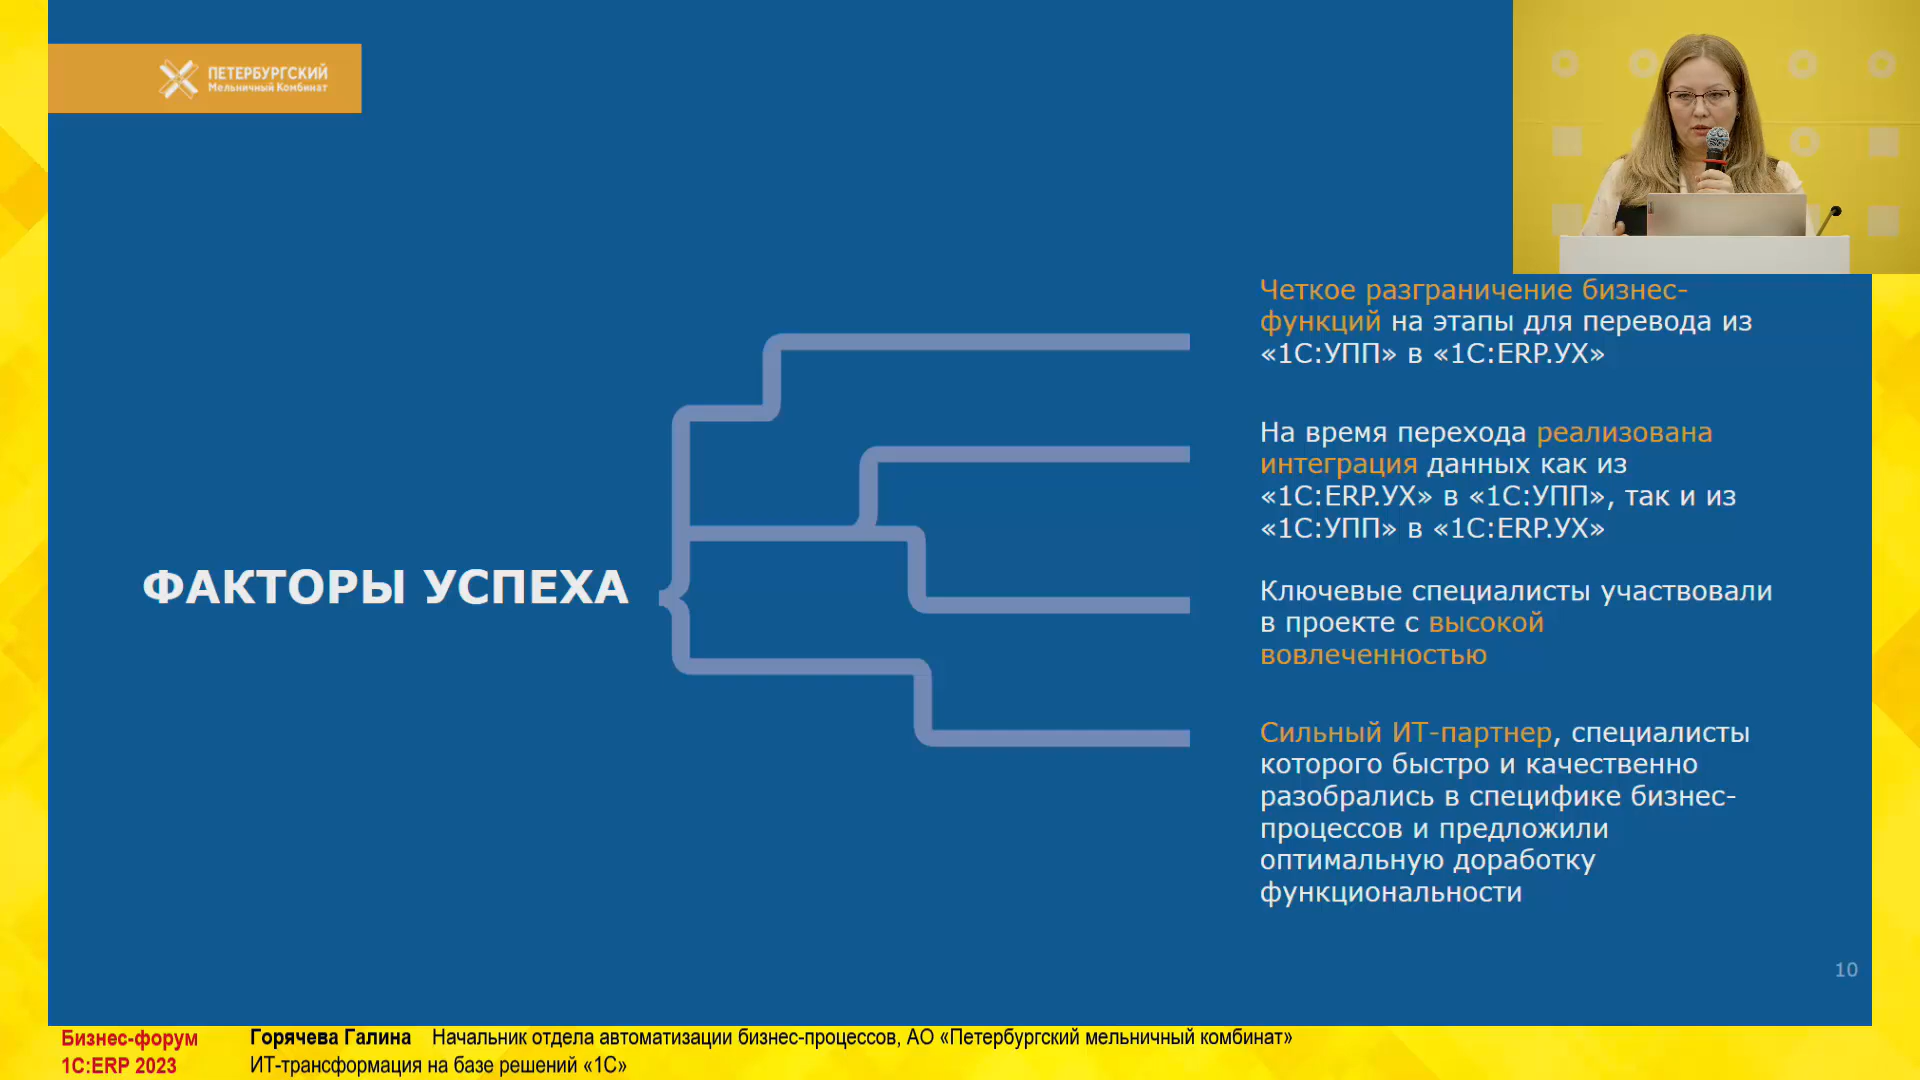 ПЕТЕРБУРГСКИЙ
Мельничный Комбинат
ФАКТОРЫ УСПЕХА
Четкое разграничение бизнес-
функций на этапы для перевода из
«1С:УПП» в «1С:ERP.УХ»
На время перехода реализована
интеграция данных как из
«1С:ERP.УХ» в «1С:УПП», так и из
«1С:УПП» в «1С:ERP.УХ»
Ключевые специалисты участвовали
в проекте с высокой
вовлеченностью
Сильный ИТ-партнер, специалисты
которого быстро и качественно
разобрались в специфике бизнес-
процессов и предложили
оптимальную доработку
функциональности
10
Бизнес-форум
1С:ERP 2023
Горячева Галина Начальник отдела автоматизации бизнес-процессов, АО «Петербургский мельничный комбинат»
ИТ-трансформация на базе решений «1С»